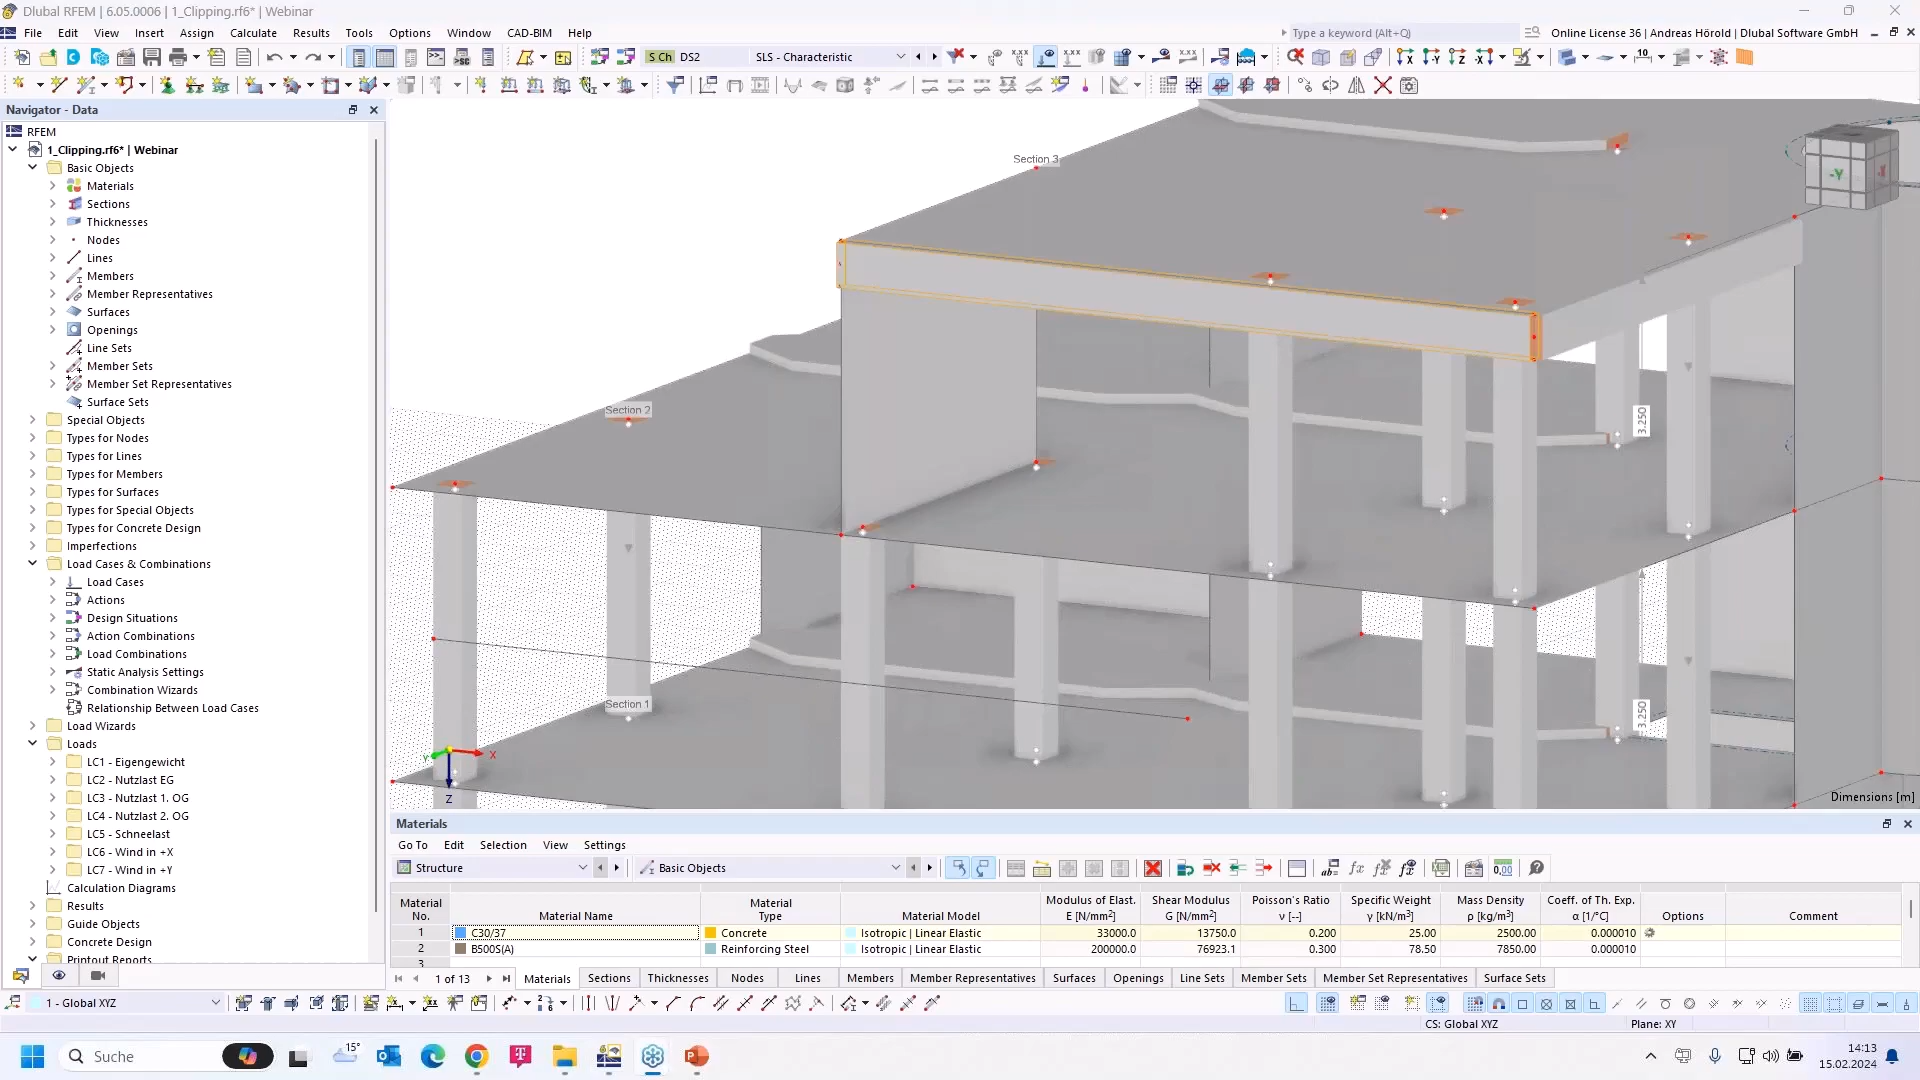 Dlubal RFEM | 6.05.0006 | 1_Clipping.rf6* | Webinar
File Edit View Insert Assign Calculate Results Tools Options Window CAD-BIM Help
Type a keyword (Alt+Q)
Online License 36 | Andreas Hörold | Dlubal Software GmbH
S Ch DS2 SLS - Characteristic
Navigator - Data
RFEM
1_Clipping.rf6* | Webinar
Basic Objects
Materials
Sections
Thicknesses
Nodes
Lines
Members
Member Representatives
Surfaces
Openings
Line Sets
Member Sets
Member Set Representatives
Surface Sets
Special Objects
Types for Nodes
Types for Lines
Types for Members
Types for Surfaces
Types for Special Objects
Types for Concrete Design
Imperfections
Load Cases & Combinations
Load Cases
Actions
Design Situations
Action Combinations
Load Combinations
Static Analysis Settings
Combination Wizards
Relationship Between Load Cases
Load Wizards
Loads
LC1 - Eigengewicht
LC2 - Nutzlast EG
LC3 - Nutzlast 1. OG
LC4 - Nutzlast 2. OG
LC5 - Schneelast
LC6 - Wind in +X
LC7 - Wind in +Y
Calculation Diagrams
Results
Guide Objects
Concrete Design
Printout Reports
Section 3
Section 2
Section 1
3.250
3.250
-Y
X
Y
X
Z
Dimensions [m]
Materials
Go To Edit Selection View Settings
Structure
Basic Objects
Material No. Material Name Material Type Material Model Modulus of Elast. E [N/mm²] Shear Modulus G [N/mm²] Poisson's Ratio ν [--] Specific Weight γ [kN/m³] Mass Density ρ [kg/m³] Coeff. of Th. Exp. α [1/°C] Options Comment
1 C30/37 Concrete Isotropic | Linear Elastic 33000.0 13750.0 0.200 25.00 2500.00 0.000010
2 B500S(A) Reinforcing Steel Isotropic | Linear Elastic 200000.0 76923.1 0.300 78.50 7850.00 0.000010
3
1 of 13 Materials Sections Thicknesses Nodes Lines Members Member Representatives Surfaces Openings Line Sets Member Sets Member Set Representatives Surface Sets
1 - Global XYZ
CS: Global XYZ
Plane: XY
Suche
15°
14:13
15.02.2024